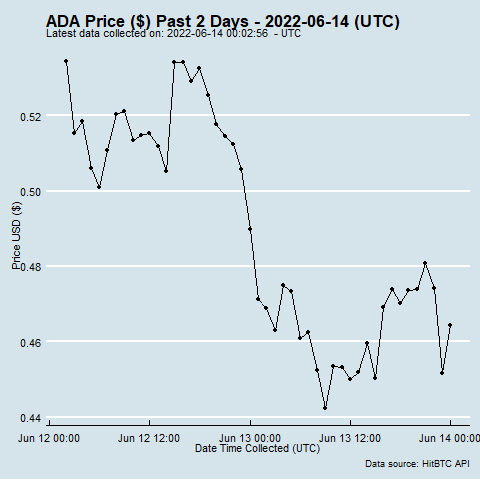 ADA Price ($) Past 2 Days - 2022-06-14 (UTC)
Latest data collected on: 2022-06-14 00:02:56 - UTC
Price USD ($)
0.52
0.50
0.48
0.46
0.44
Jun 12 00:00 Jun 12 12:00 Jun 13 00:00 Jun 13 12:00 Jun 14 00:00
Date Time Collected (UTC)
Data source: HitBTC API